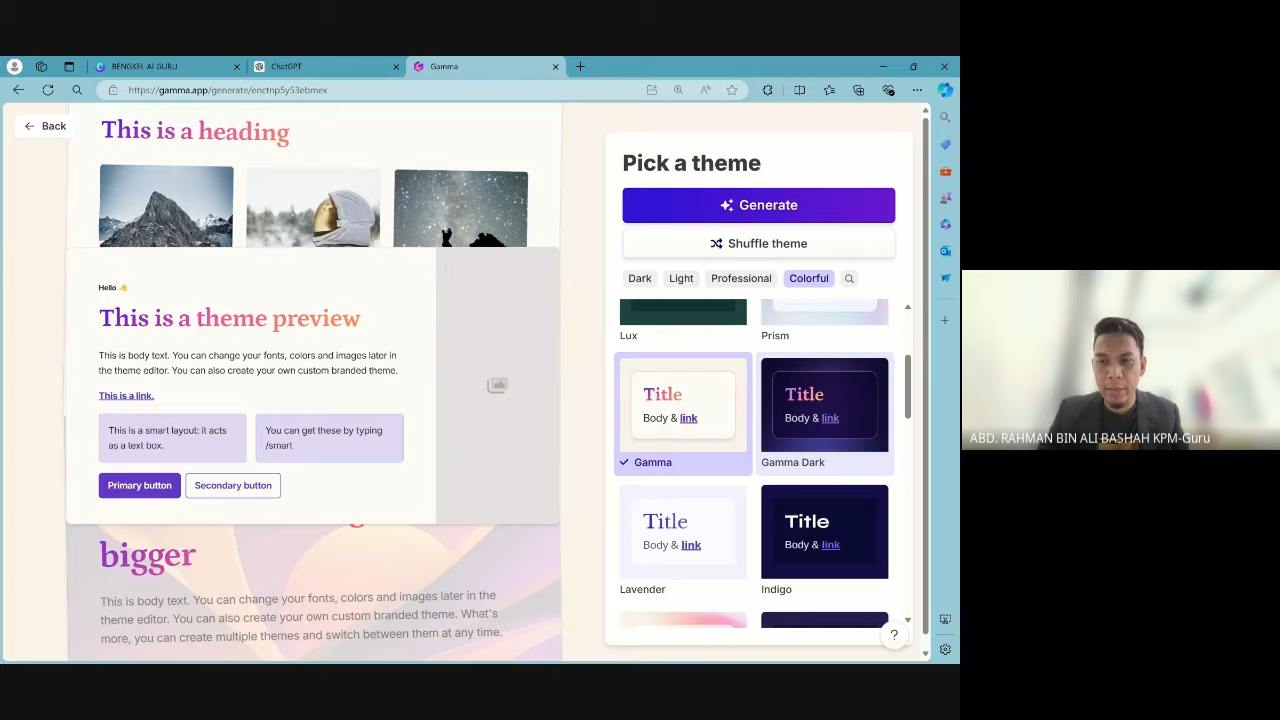 BENGKEL AI GURU
ChatGPT
Gamma
https://gamma.app/generate/enctnp5y53ebmex
Back
This is a heading
Hello 👋
This is a theme preview
This is body text. You can change your fonts, colors and images later in
the theme editor. You can also create your own custom branded theme.
This is a link.
This is a smart layout: it acts
as a text box.
You can get these by typing
/smart
Primary button
Secondary button
bigger
This is body text. You can change your fonts, colors and images later in the
theme editor. You can also create your own custom branded theme. What's
more, you can create multiple themes and switch between them at any time.
Pick a theme
Generate
Shuffle theme
Dark
Light
Professional
Colorful
Lux
Prism
Title
Body & link
Gamma
Title
Body & link
Gamma Dark
Title
Body & link
Lavender
Title
Body & link
Indigo
?
ABD. RAHMAN BIN ALI BASHAH KPM-Guru